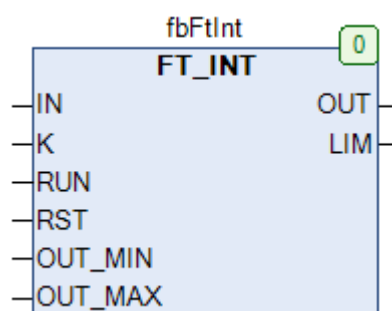 fbFtInt
0
FT_INT
IN OUT
K LIM
RUN
RST
OUT_MIN
OUT_MAX